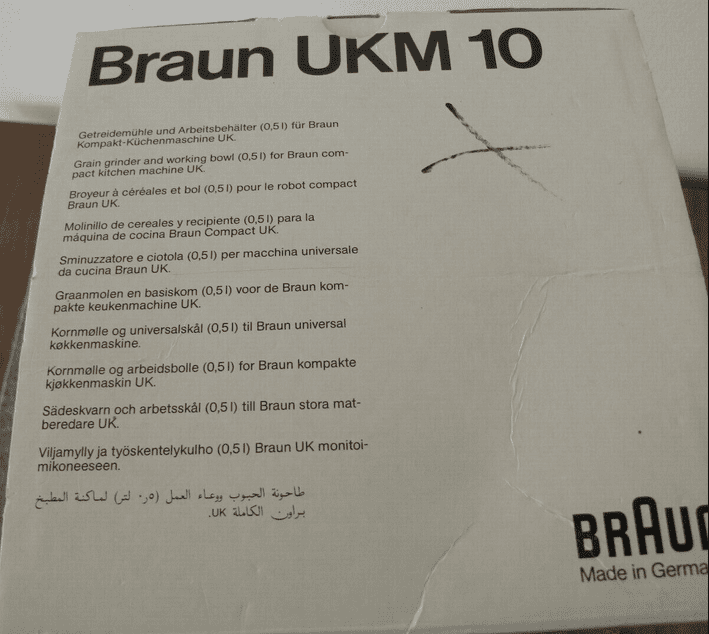 Braun UKM 10
Getreidemühle und Arbeitsbehälter (0,5 l) für Braun
Kompakt-Küchenmaschine UK.
Grain grinder and working bowl (0,5 l) for Braun com-
pact kitchen machine UK.
Broyeur à céréales et bol (0,5 l) pour le robot compact
Braun UK.
Molinillo de cereales y recipiente (0,5 l) para la
máquina de cocina Braun Compact UK.
Sminuzzatore e ciotola (0,5 l) per macchina universale
da cucina Braun UK.
Graanmolen en basiskom (0,5 l) voor de Braun kom-
pakte keukenmachine UK.
Kornmølle og universalskål (0,5 l) til Braun universal
køkkenmaskine.
Kornmølle og arbeidsbolle (0,5 l) for Braun kompakte
kjøkkenmaskin UK.
Sädeskvarn och arbetsskål (0,5 l) till Braun stora mat-
beredare UK.
Viljamylly ja työskentelykulho (0,5 l) Braun UK monitoi-
mikoneeseen.
طاحونة الحبوب ووعاء العمل (٠٫٥ لتر) لماكنة المطبخ
براون الكاملة UK.
BRAU
Made in Germa